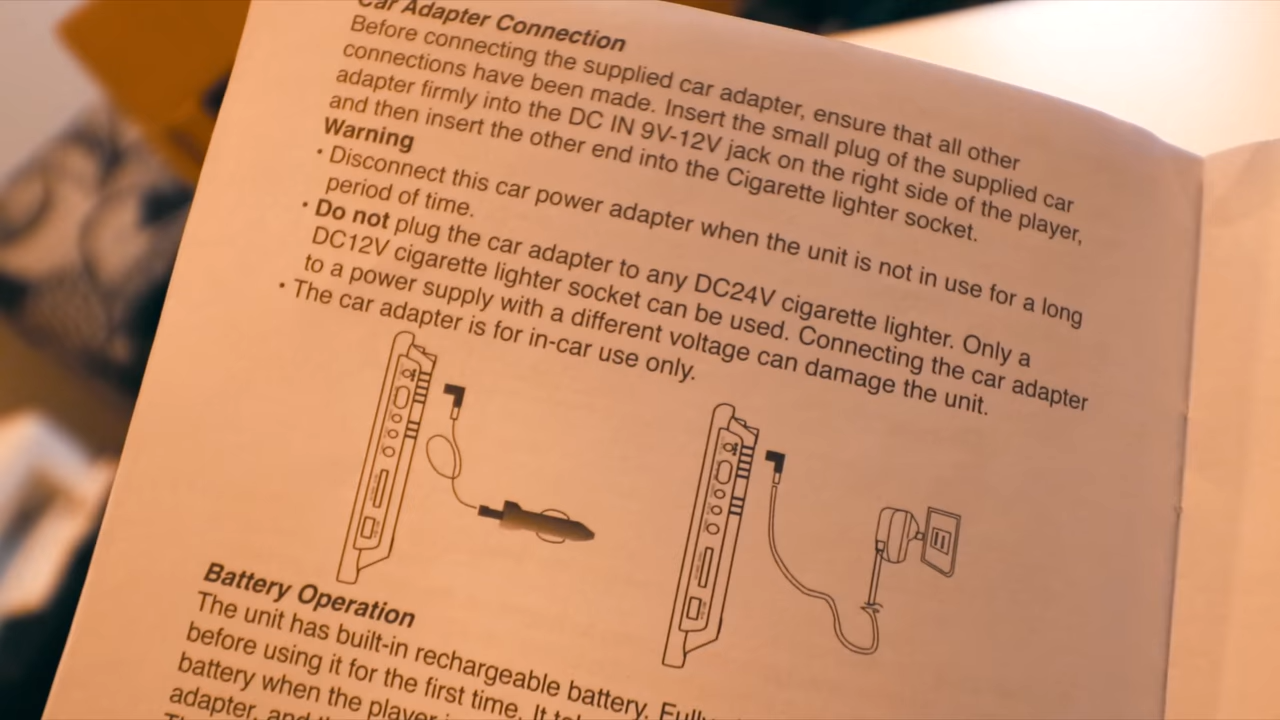 Car Adapter Connection
Before connecting the supplied car adapter, ensure that all other
connections have been made. Insert the small plug of the supplied car
adapter firmly into the DC IN 9V-12V jack on the right side of the player,
and then insert the other end into the Cigarette lighter socket.
Warning
• Disconnect this car power adapter when the unit is not in use for a long
period of time.
• Do not plug the car adapter to any DC24V cigarette lighter. Only a
DC12V cigarette lighter socket can be used. Connecting the car adapter
to a power supply with a different voltage can damage the unit.
• The car adapter is for in-car use only.
Battery Operation
The unit has built-in rechargeable battery. Fully
before using it for the first time. It
battery when the player
adapter, and